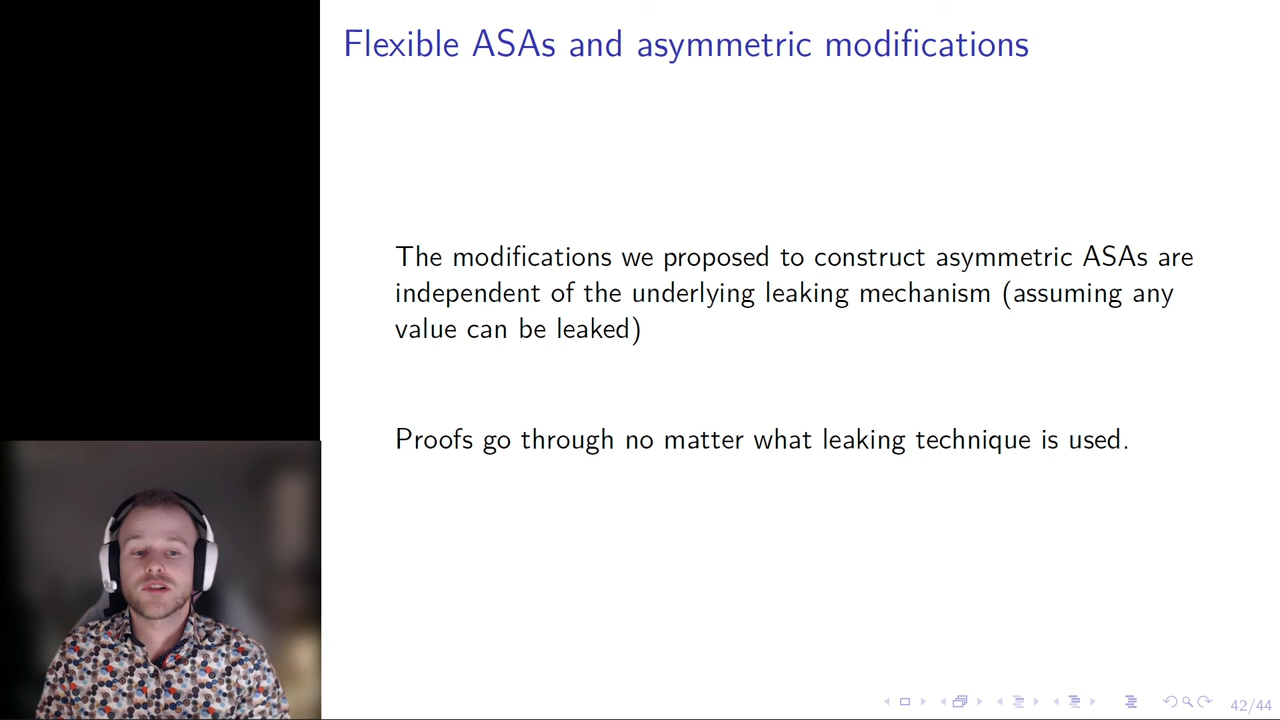 Flexible ASAs and asymmetric modifications
The modifications we proposed to construct asymmetric ASAs are
independent of the underlying leaking mechanism (assuming any
value can be leaked)
Proofs go through no matter what leaking technique is used.
42/44